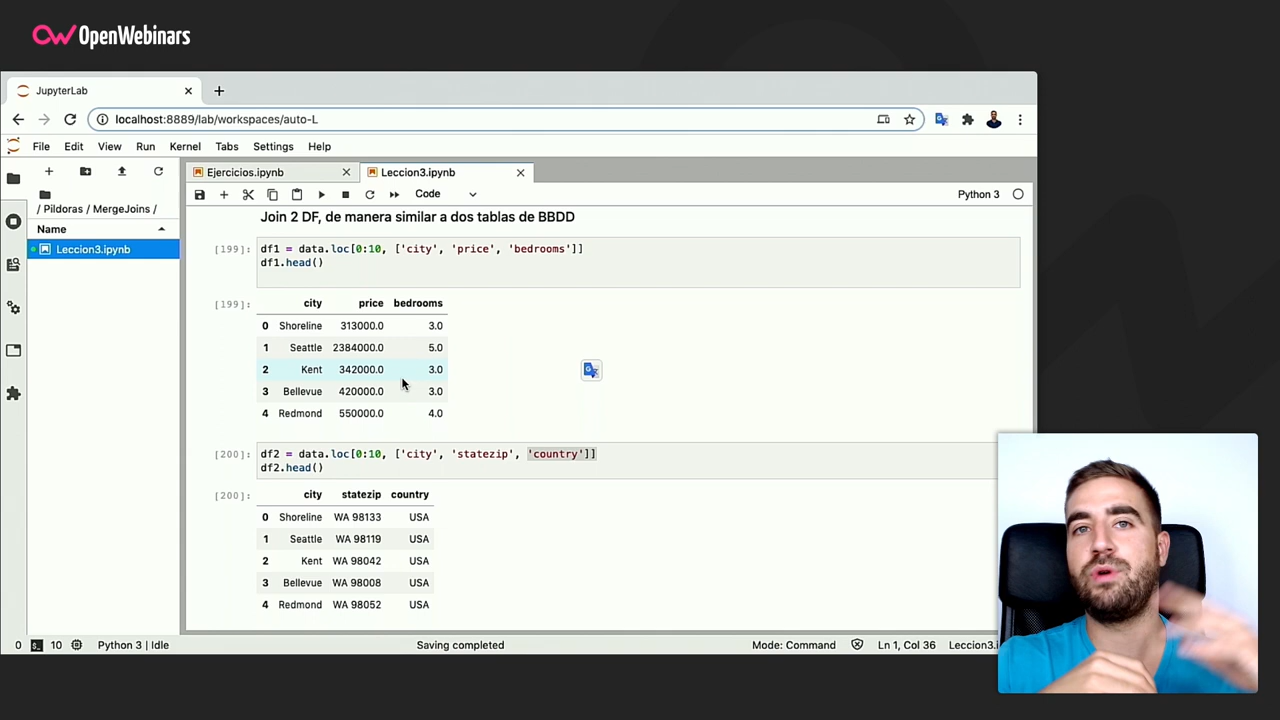 OpenWebinars
JupyterLab
localhost:8889/lab/workspaces/auto-L
File Edit View Run Kernel Tabs Settings Help
Ejercicios.ipynb Leccion3.ipynb
Code Python 3
/ Pildoras / MergeJoins /
Name
Leccion3.ipynb
Join 2 DF, de manera similar a dos tablas de BBDD
[199]: df1 = data.loc[0:10, ['city', 'price', 'bedrooms']]
df1.head()
[199]: city price bedrooms
0 Shoreline 313000.0 3.0
1 Seattle 2384000.0 5.0
2 Kent 342000.0 3.0
3 Bellevue 420000.0 3.0
4 Redmond 550000.0 4.0
[200]: df2 = data.loc[0:10, ['city', 'statezip', 'country']]
df2.head()
[200]: city statezip country
0 Shoreline WA 98133 USA
1 Seattle WA 98119 USA
2 Kent WA 98042 USA
3 Bellevue WA 98008 USA
4 Redmond WA 98052 USA
0 10 Python 3 | Idle Saving completed Mode: Command Ln 1, Col 36 Leccion3.i